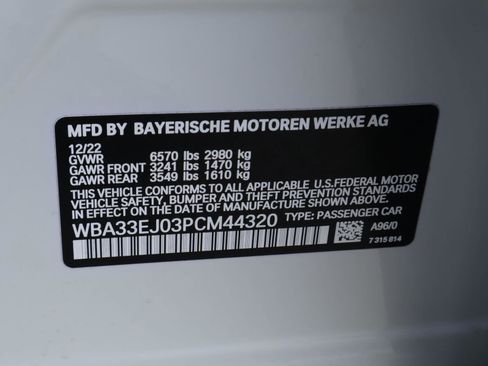 MFD BY BAYERISCHE MOTOREN WERKE AG
12/22
GVWR 6570 lbs 2980 kg
GAWR FRONT 3241 lbs 1470 kg
GAWR REAR 3549 lbs 1610 kg
THIS VEHICLE CONFORMS TO ALL APPLICABLE U.S.FEDERAL MOTOR
VEHICLE SAFETY, BUMPER AND THEFT PREVENTION STANDARDS
IN EFFECT ON THE DATE OF MANUFACTURE SHOWN ABOVE.
WBA33EJ03PCM44320 TYPE: PASSENGER CAR
A96/0
7 315 814